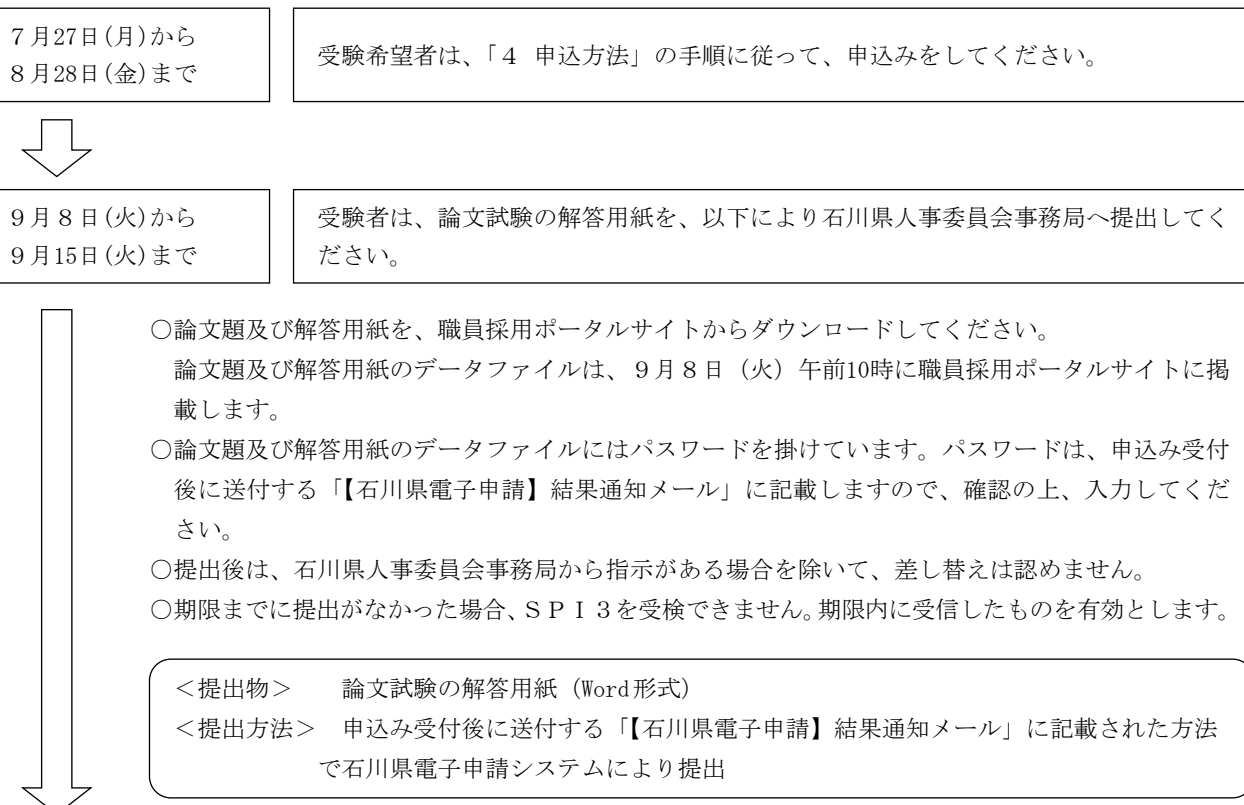 7月27日(月)から
8月28日(金)まで
受験希望者は、「4 申込方法」の手順に従って、申込みをしてください。
9月8日(火)から
9月15日(火)まで
受験者は、論文試験の解答用紙を、以下により石川県人事委員会事務局へ提出してく
ださい。
○論文題及び解答用紙を、職員採用ポータルサイトからダウンロードしてください。
論文題及び解答用紙のデータファイルは、9月8日(火)午前10時に職員採用ポータルサイトに掲
載します。
○論文題及び解答用紙のデータファイルにはパスワードを掛けています。パスワードは、申込み受付
後に送付する「【石川県電子申請】結果通知メール」に記載しますので、確認の上、入力してくだ
さい。
○提出後は、石川県人事委員会事務局から指示がある場合を除いて、差し替えは認めません。
○期限までに提出がなかった場合、SPI3を受検できません。期限内に受信したものを有効とします。
<提出物> 論文試験の解答用紙(Word形式)
<提出方法> 申込み受付後に送付する「【石川県電子申請】結果通知メール」に記載された方法
で石川県電子申請システムにより提出